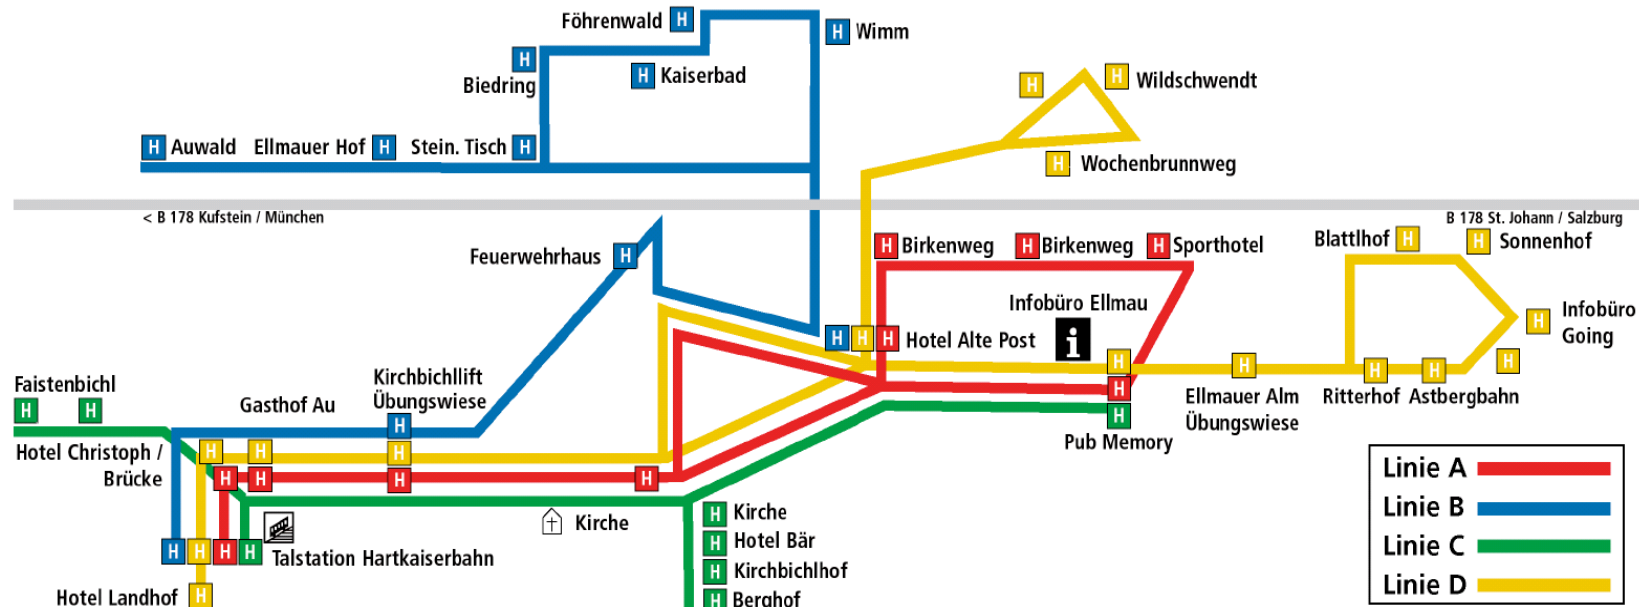 Föhrenwald H
H Wimm
H
Biedring
H Kaiserbad
H
H Wildschwendt
H Auwald Ellmauer Hof H Stein. Tisch H
H Wochenbrunnweg
< B 178 Kufstein / München
B 178 St. Johann / Salzburg
Feuerwehrhaus H
H Birkenweg H Birkenweg H Sporthotel
Blattlhof H
H Sonnenhof
Infobüro Ellmau
i
H H H Hotel Alte Post
H
H
H
H Infobüro
Going
H
H
H
H
H
Ellmauer Alm
Übungswiese
Ritterhof Astbergbahn
Pub Memory
Faistenbichl
H H
Hotel Christoph /
Brücke
Gasthof Au
Kirchbichllift
Übungswiese
H
H H H
H H H H
Kirche
H Kirche
H Hotel Bär
H Kirchbichlhof
H Berghof
H H H H Talstation Hartkaiserbahn
Hotel Landhof H
Linie A
Linie B
Linie C
Linie D